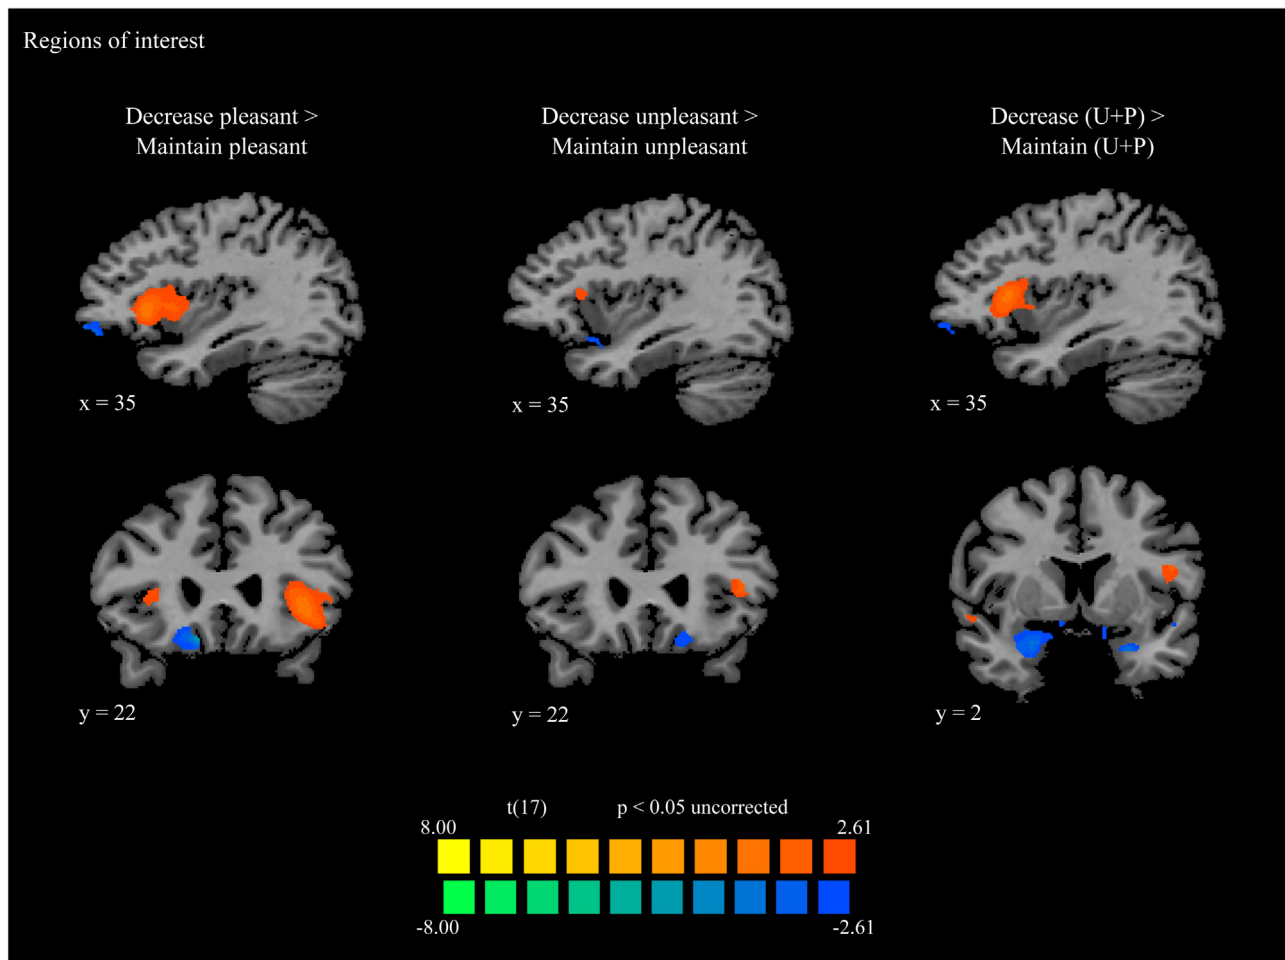 Regions of interest
Decrease pleasant >
Maintain pleasant
Decrease unpleasant >
Maintain unpleasant
Decrease (U+P) >
Maintain (U+P)
x = 35
x = 35
x = 35
y = 22
y = 22
y = 2
t(17) p < 0.05 uncorrected
8.00 2.61
-8.00 -2.61